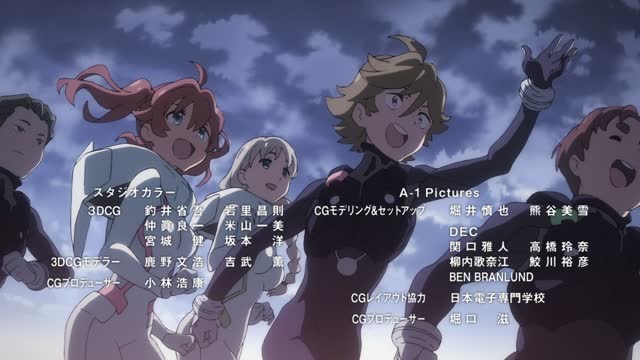 スタジオカラー
3DCG 釣井省吾 岩里昌則
仲眞良一 米山一美
宮城 健 坂本 洋
3DCGモデラー 鹿野文浩 吉武 薫
CGプロデューサー 小林浩康
A-1 Pictures
CGモデリング&セットアップ 堀井慎也 熊谷美雪
DEC
関口雅人 高橋玲奈
柳内歌奈江 鮫川裕彦
BEN BRANLUND
CGレイアウト協力 日本電子専門学校
CGプロデューサー 堀口 滋